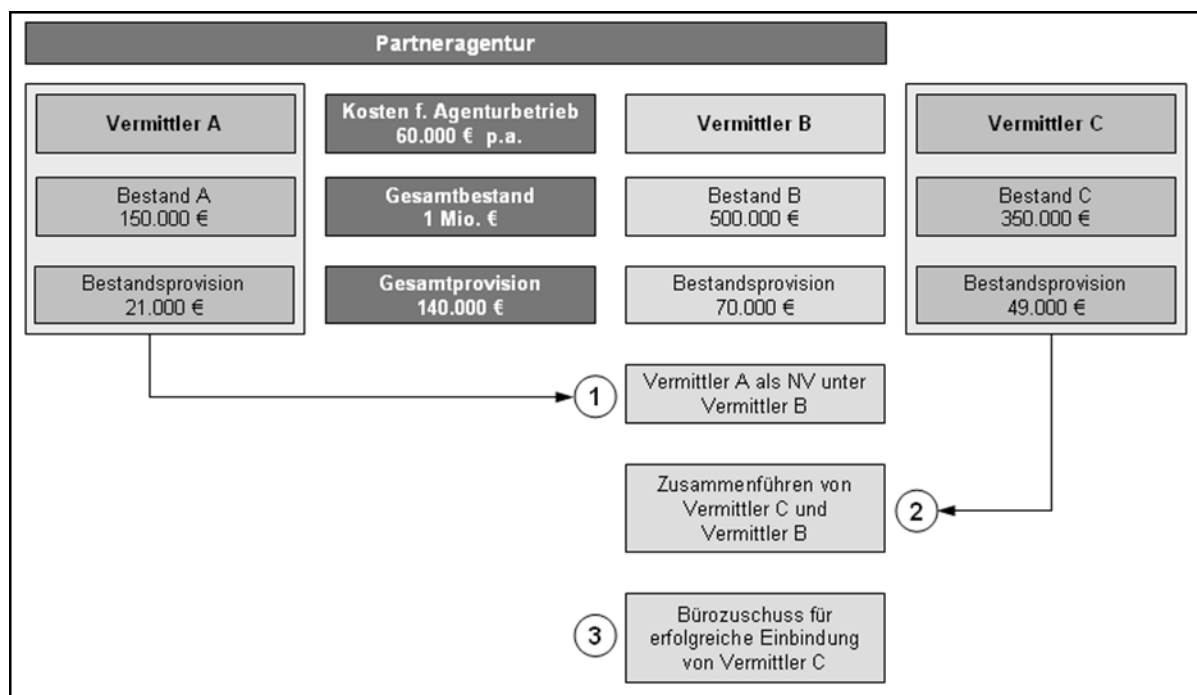 Partneragentur
Vermittler A
Kosten f. Agenturbetrieb
60.000 € p.a.
Vermittler B
Vermittler C
Bestand A
150.000 €
Gesamtbestand
1 Mio. €
Bestand B
500.000 €
Bestand C
350.000 €
Bestandsprovision
21.000 €
Gesamtprovision
140.000 €
Bestandsprovision
70.000 €
Bestandsprovision
49.000 €
1
Vermittler A als NV unter
Vermittler B
Zusammenführen von
Vermittler C und
Vermittler B
2
3
Bürozuschuss für
erfolgreiche Einbindung
von Vermittler C